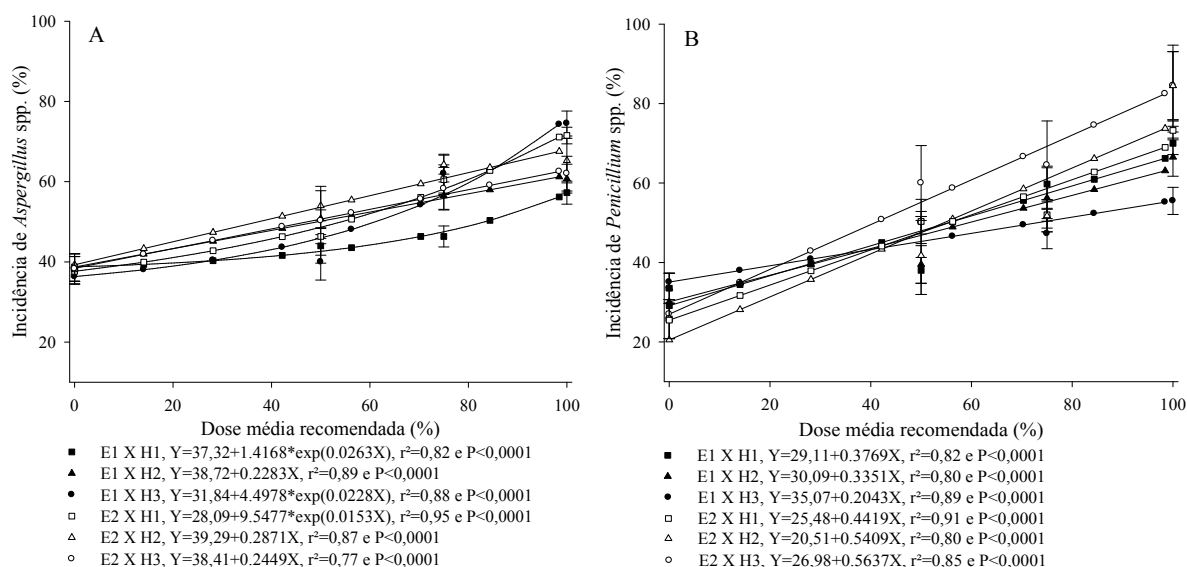 A
Incidência de Aspergillus spp. (%)
100
80
60
40
20
0 20 40 60 80 100
Dose média recomendada (%)
E1 X H1, Y=37,32+1.4168*exp(0.0263X), r²=0,82 e P<0,0001
E1 X H2, Y=38,72+0.2283X, r²=0,89 e P<0,0001
E1 X H3, Y=31,84+4.4978*exp(0.0228X), r²=0,88 e P<0,0001
E2 X H1, Y=28,09+9.5477*exp(0.0153X), r²=0,95 e P<0,0001
E2 X H2, Y=39,29+0.2871X, r²=0,87 e P<0,0001
E2 X H3, Y=38,41+0.2449X, r²=0,77 e P<0,0001
B
Incidência de Penicillium spp. (%)
100
80
60
40
20
0 20 40 60 80 100
Dose média recomendada (%)
E1 X H1, Y=29,11+0.3769X, r²=0,82 e P<0,0001
E1 X H2, Y=30,09+0.3351X, r²=0,80 e P<0,0001
E1 X H3, Y=35,07+0.2043X, r²=0,89 e P<0,0001
E2 X H1, Y=25,48+0.4419X, r²=0,91 e P<0,0001
E2 X H2, Y=20,51+0.5409X, r²=0,80 e P<0,0001
E2 X H3, Y=26,98+0.5637X, r²=0,85 e P<0,0001